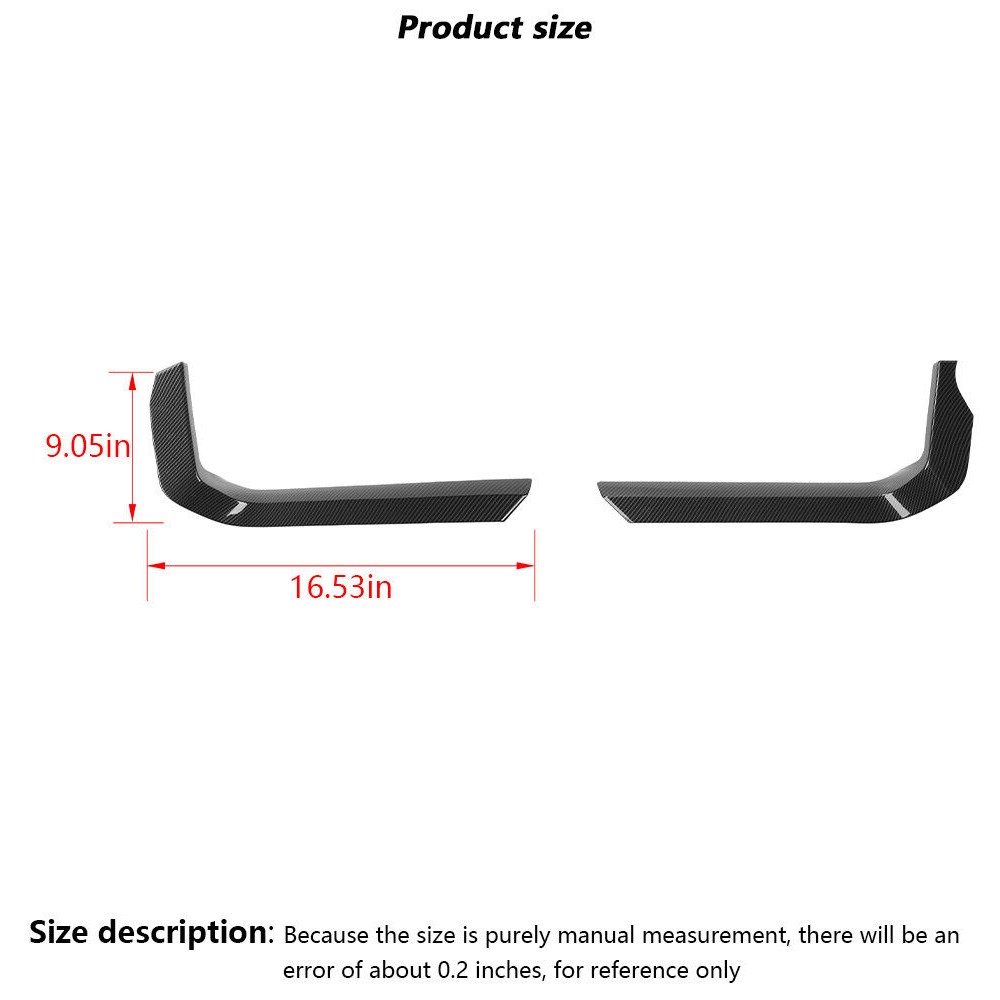 Product size
9.05in
16.53in
Size description: Because the size is purely manual measurement, there will be an
error of about 0.2 inches, for reference only